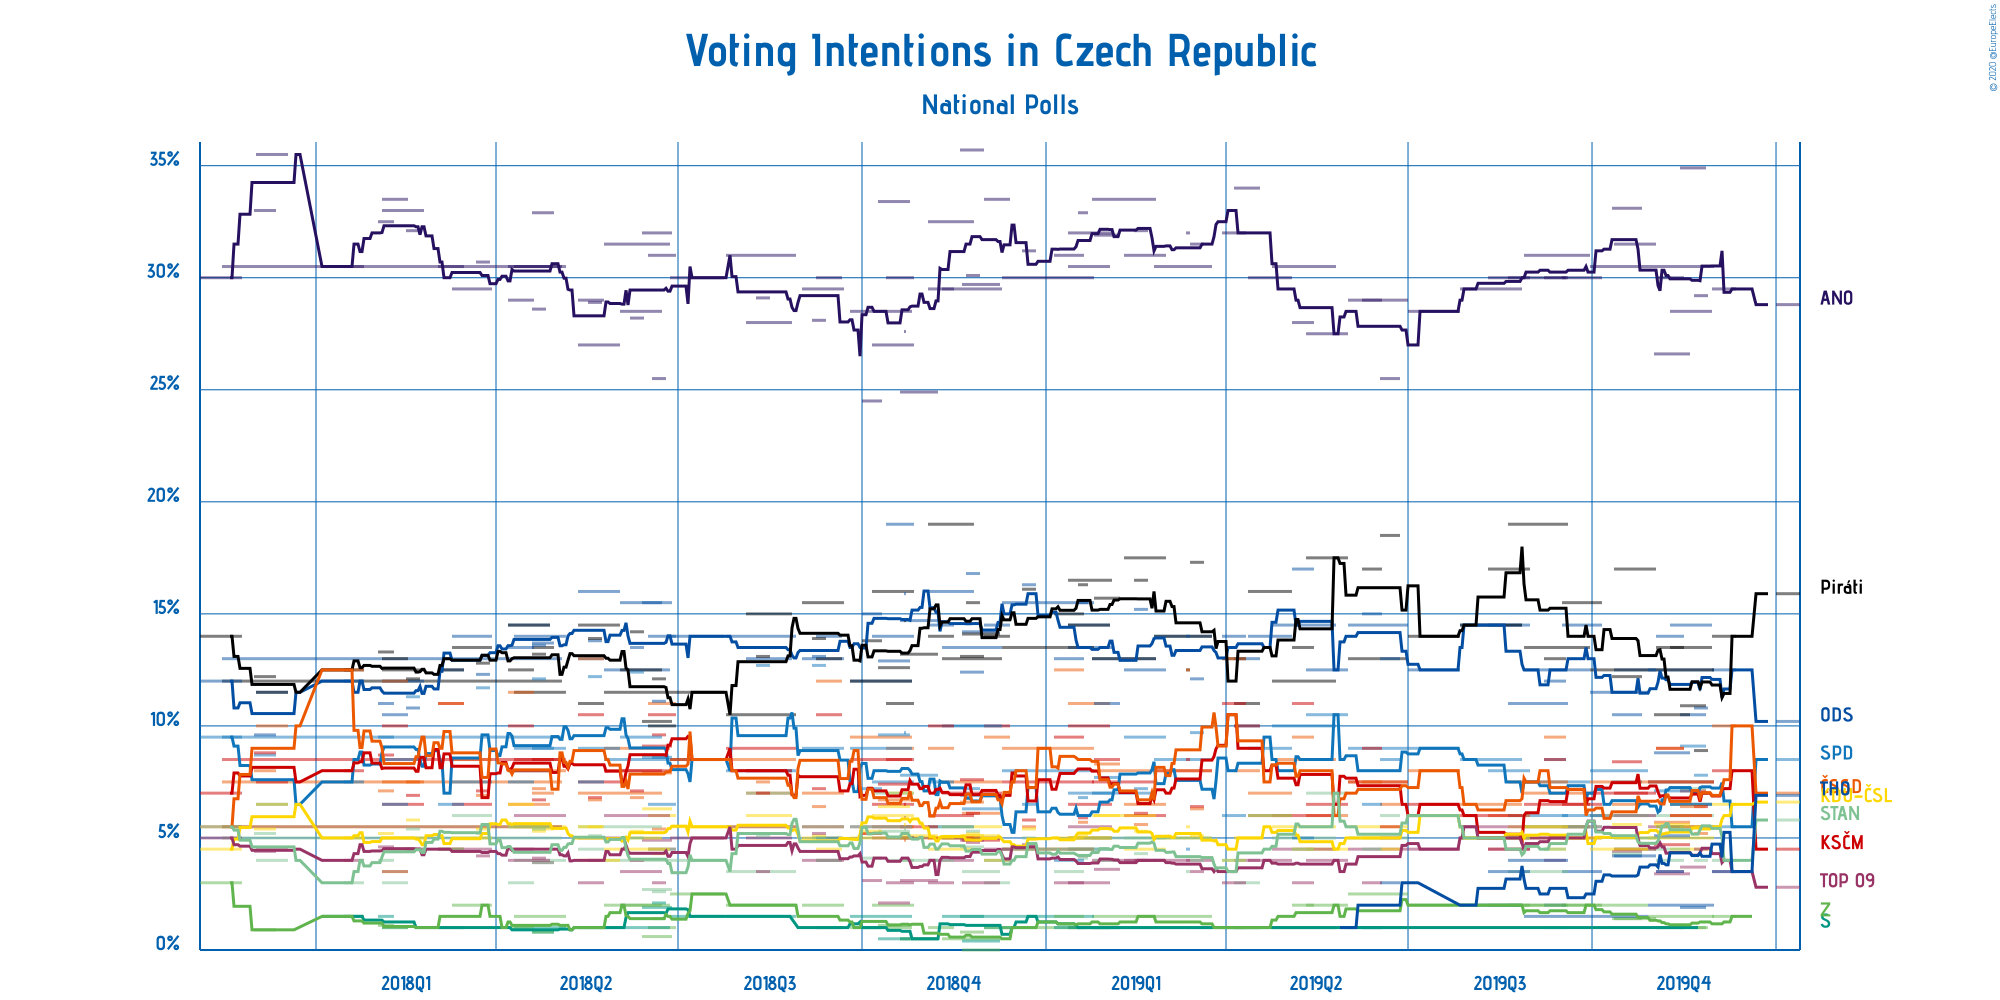 © 2020 @EuropeElects
Voting Intentions in Czech Republic
National Polls
35%
30%
25%
20%
15%
10%
5%
0%
ANO
Piráti
ODS
SPD
ČSSD
KDU-ČSL
STAN
KSČM
TOP 09
Z
S
2018Q1
2018Q2
2018Q3
2018Q4
2019Q1
2019Q2
2019Q3
2019Q4